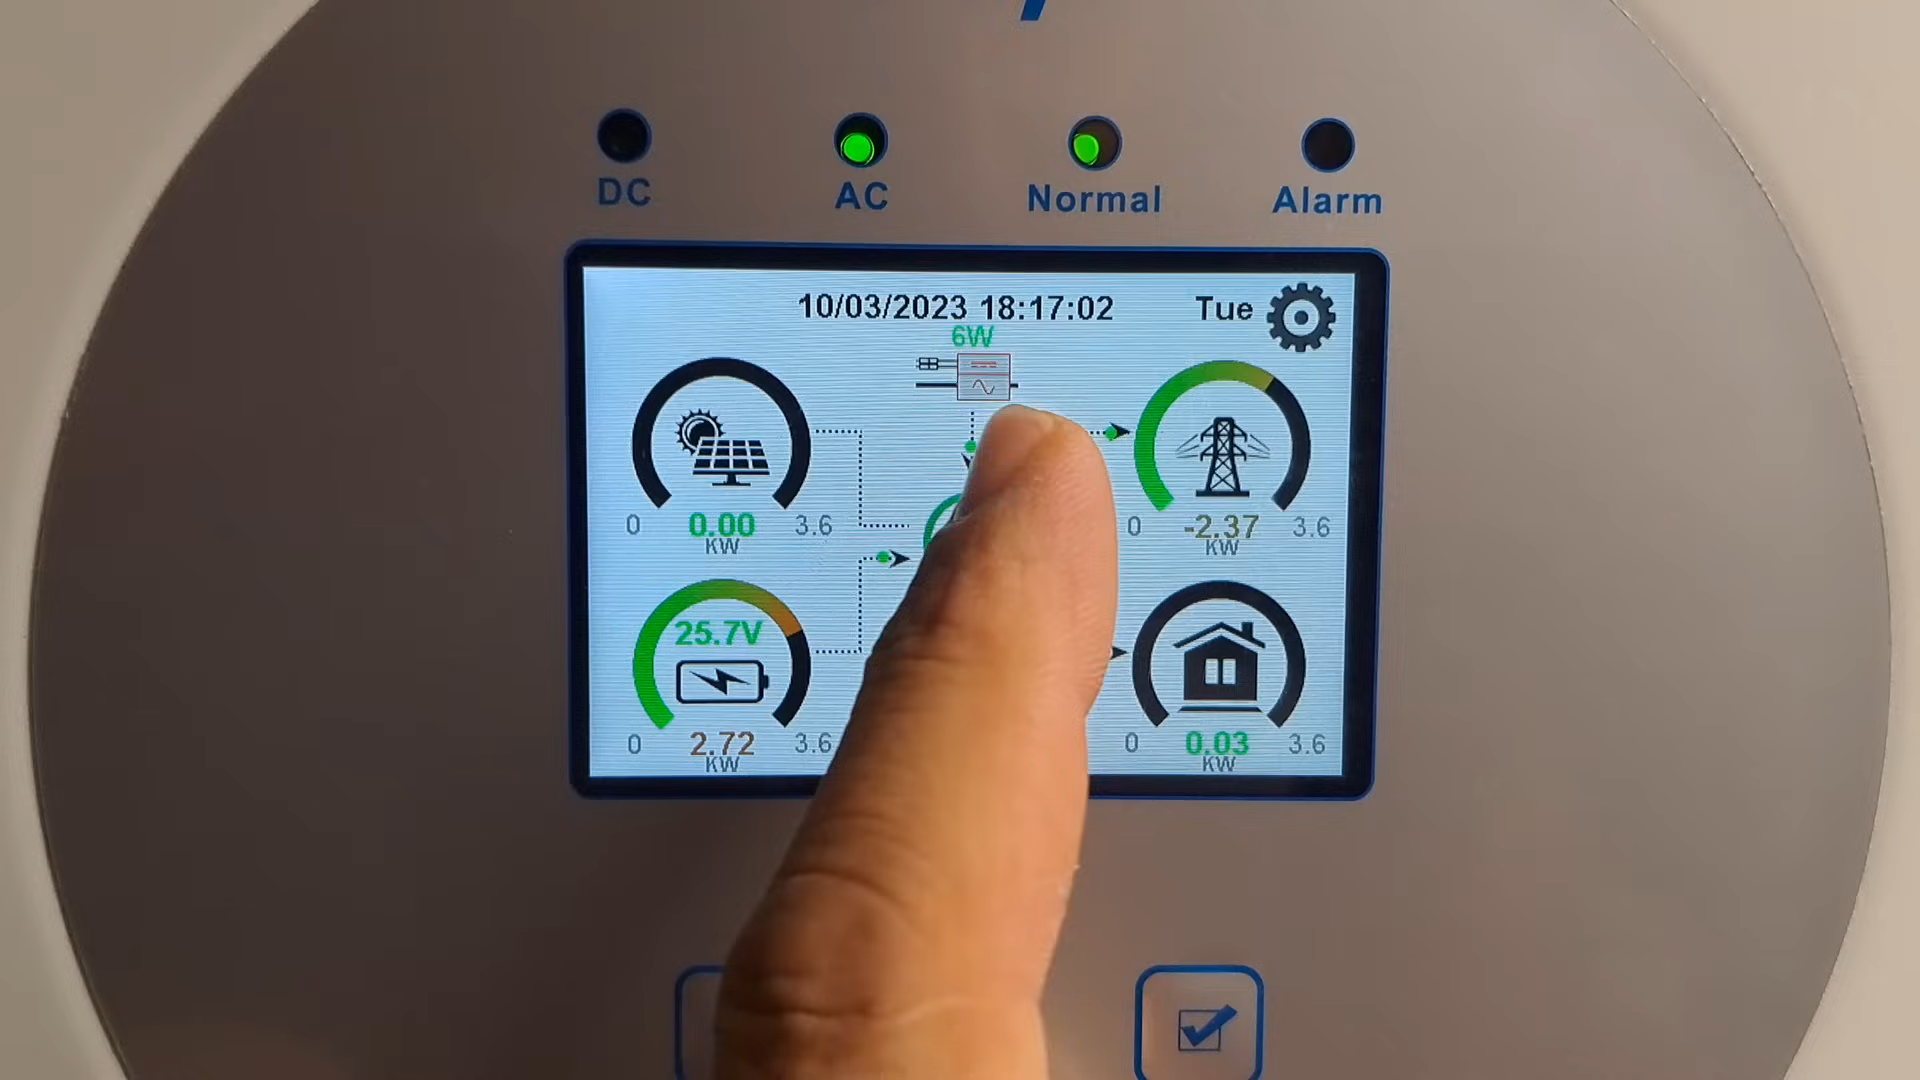 DC
AC
Normal
Alarm
10/03/2023 18:17:02
Tue
6W
0
0.00
3.6
KW
0
-2.37
3.6
KW
25.7V
0
2.72
3.6
KW
0
0.03
3.6
KW